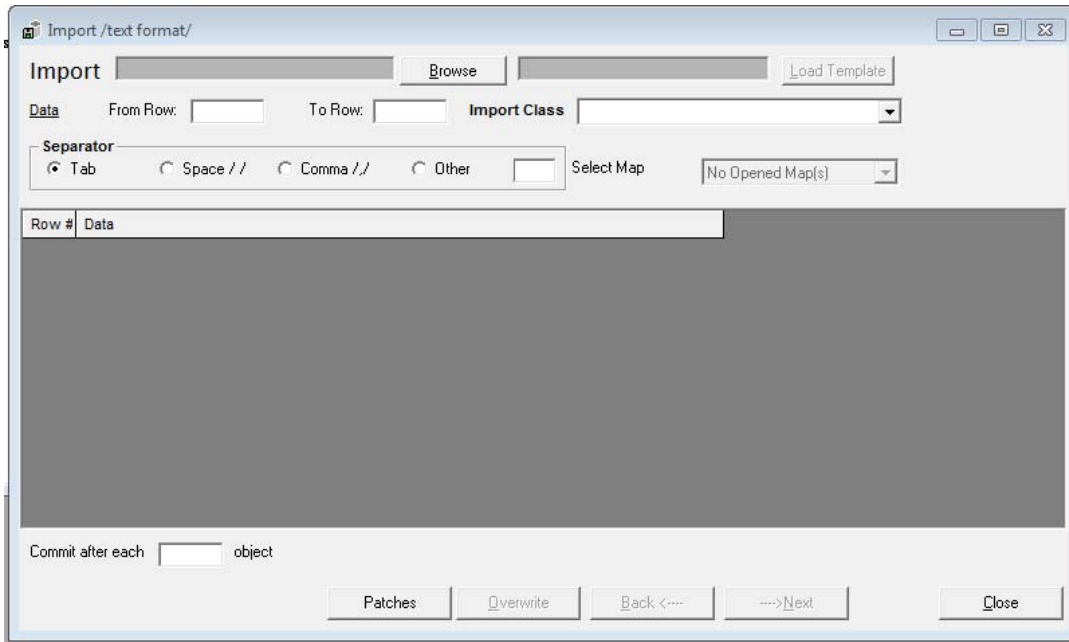 Import /text format/
Import Browse Load Template
Data From Row: To Row: Import Class
Separator
Tab Space / / Comma /,/ Other Select Map No Opened Map(s)
Row # Data
Commit after each object
Patches Overwrite Back <---- ---->Next Close